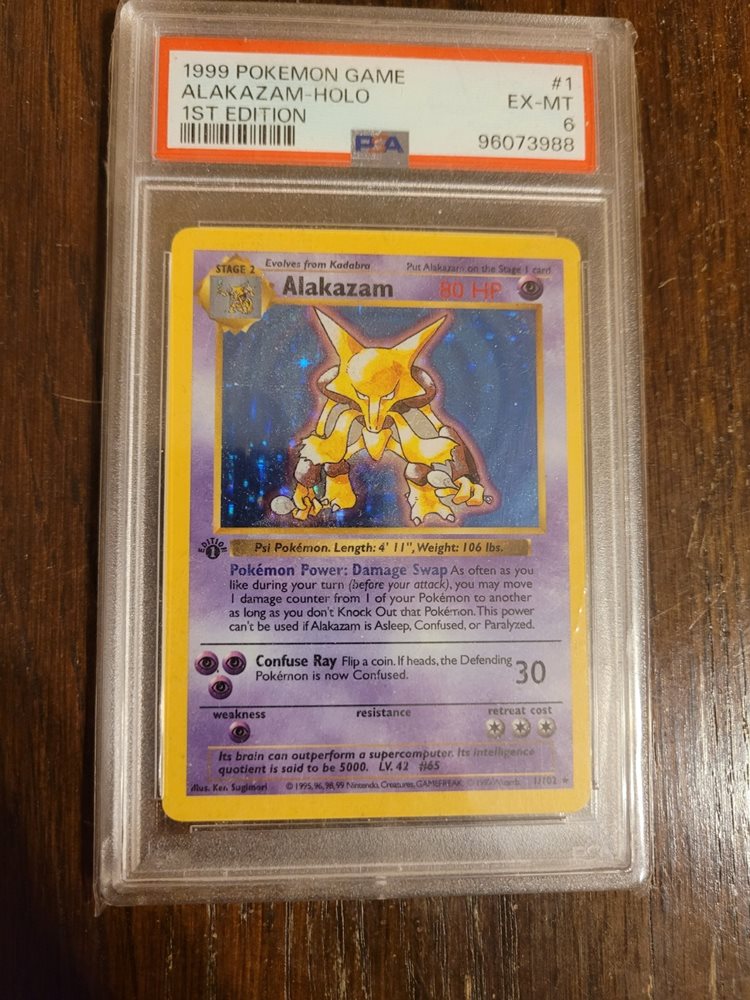 1999 POKEMON GAME #1
ALAKAZAM-HOLO EX-MT
1ST EDITION 6
PSA 96073988
STAGE 2 Evolves from Kadabra Put Alakazam on the Stage 1 card
Alakazam 80 HP
EDITION 1
Psi Pokémon. Length: 4' 11", Weight: 106 lbs.
Pokémon Power: Damage Swap As often as you
like during your turn (before your attack), you may move
1 damage counter from 1 of your Pokémon to another
as long as you don't Knock Out that Pokémon. This power
can't be used if Alakazam is Asleep, Confused, or Paralyzed.
Confuse Ray Flip a coin. If heads, the Defending
Pokémon is now Confused. 30
weakness resistance retreat cost
Its brain can outperform a supercomputer. Its intelligence
quotient is said to be 5000. LV. 42 #65
Illus. Ken Sugimori © 1995, 96, 98, 99 Nintendo, Creatures, GAMEFREAK. © 1999 Wizards. 1/102 ★